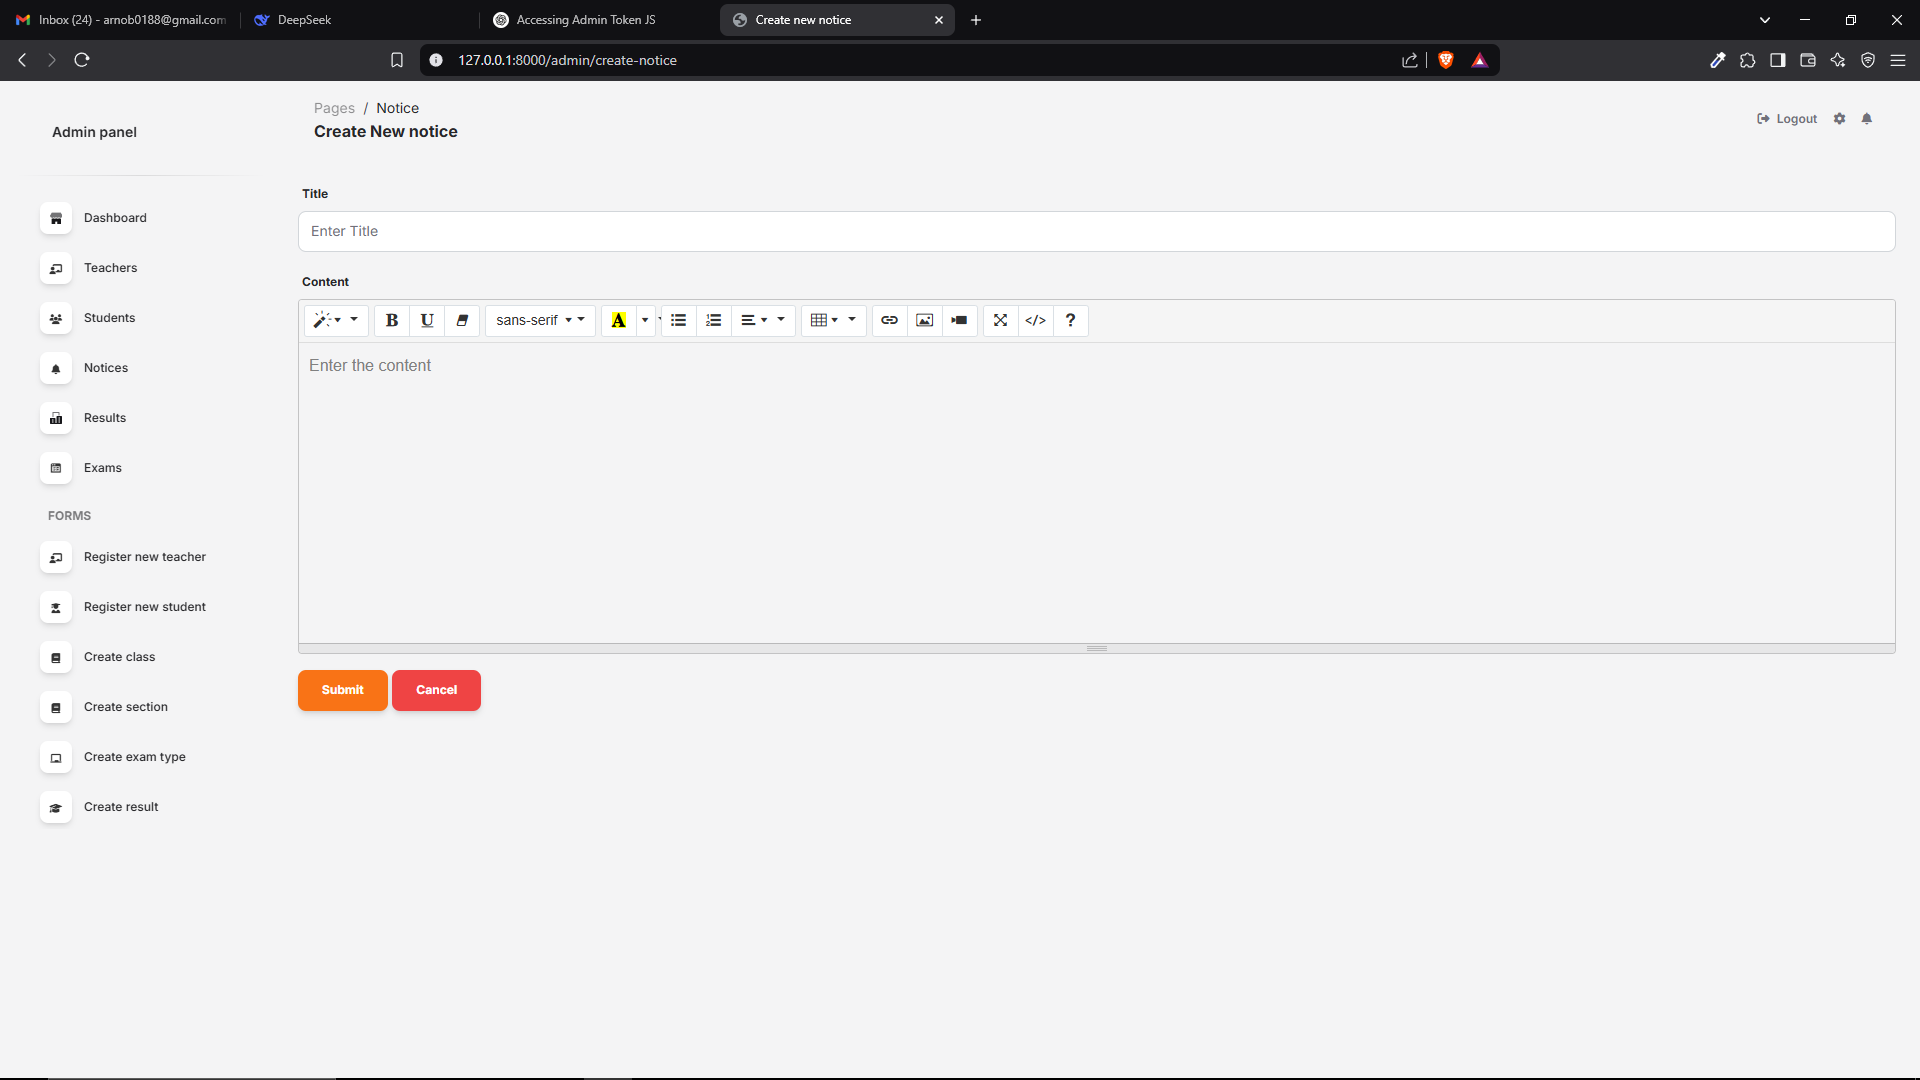 Inbox (24) - arnob0188@gmail.com
DeepSeek
Accessing Admin Token JS
Create new notice
127.0.0.1:8000/admin/create-notice
Admin panel
Pages / Notice
Create New notice
Logout
Dashboard
Teachers
Students
Notices
Results
Exams
FORMS
Register new teacher
Register new student
Create class
Create section
Create exam type
Create result
Title
Enter Title
Content
B U sans-serif A </> ?
Enter the content
Submit Cancel